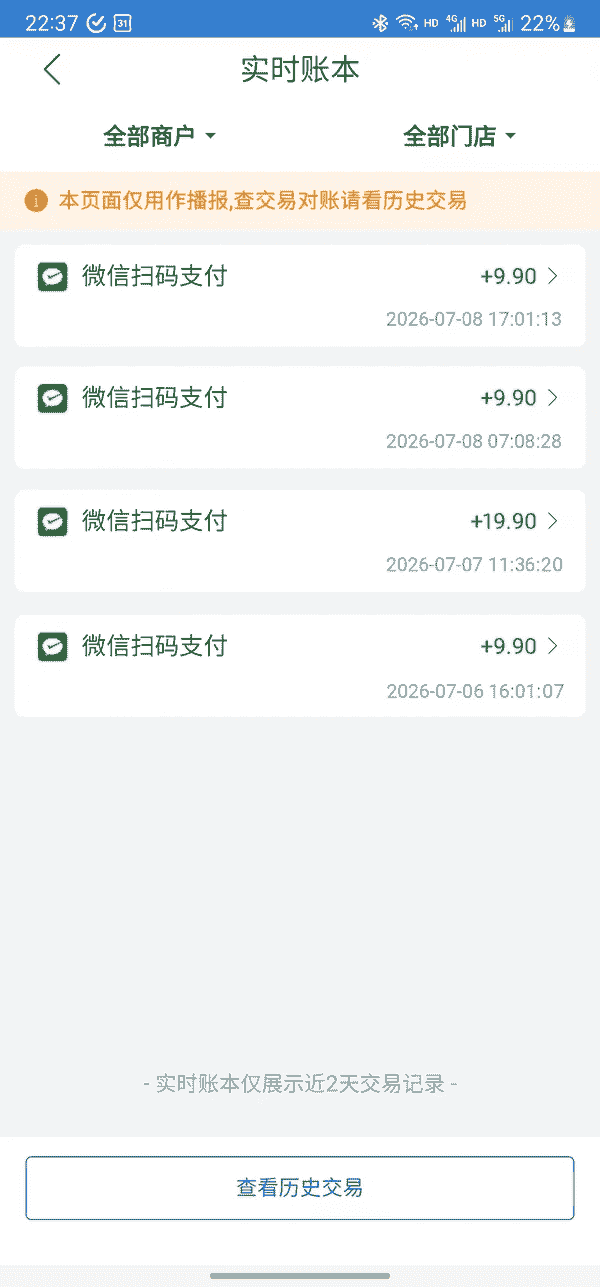 22:37 31 HD 4G HD 5G 22%
实时账本
全部商户 全部门店
本页面仅用作播报,查交易对账请看历史交易
微信扫码支付 +9.90
2026-07-08 17:01:13
微信扫码支付 +9.90
2026-07-08 07:08:28
微信扫码支付 +19.90
2026-07-07 11:36:20
微信扫码支付 +9.90
2026-07-06 16:01:07
- 实时账本仅展示近2天交易记录 -
查看历史交易